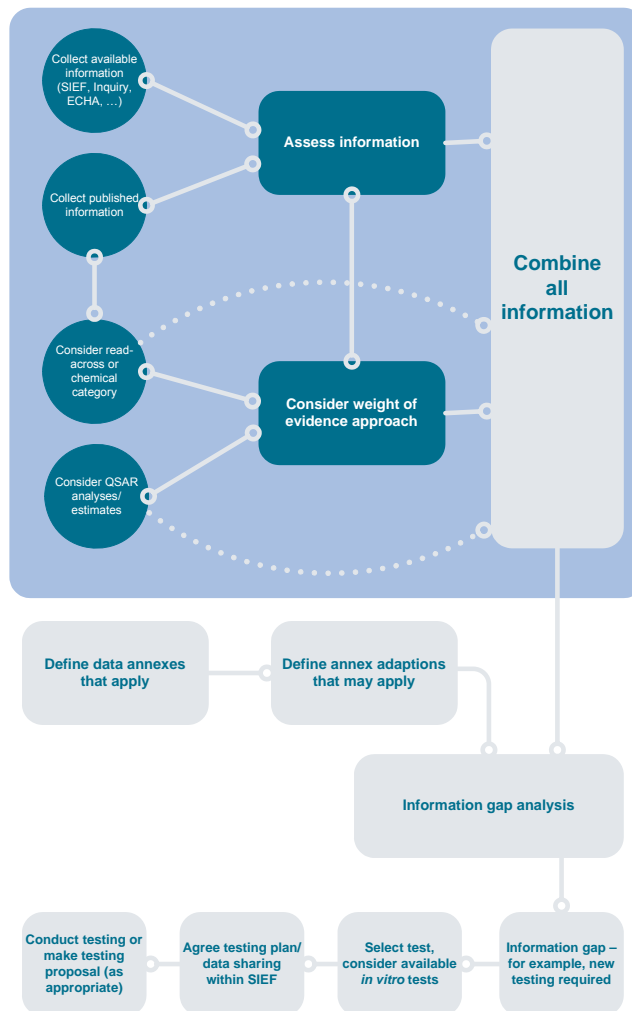 Collect available
information
(SIEF, Inquiry,
ECHA, …)
Assess information
Collect published
information
Combine
all
information
Consider read-
across or
chemical
category
Consider weight of
evidence approach
Consider QSAR
analyses/
estimates
Define data annexes
that apply
Define annex adaptions
that may apply
Information gap analysis
Conduct testing or
make testing
proposal (as
appropriate)
Agree testing plan/
data sharing
within SIEF
Select test,
consider available
in vitro tests
Information gap –
for example, new
testing required